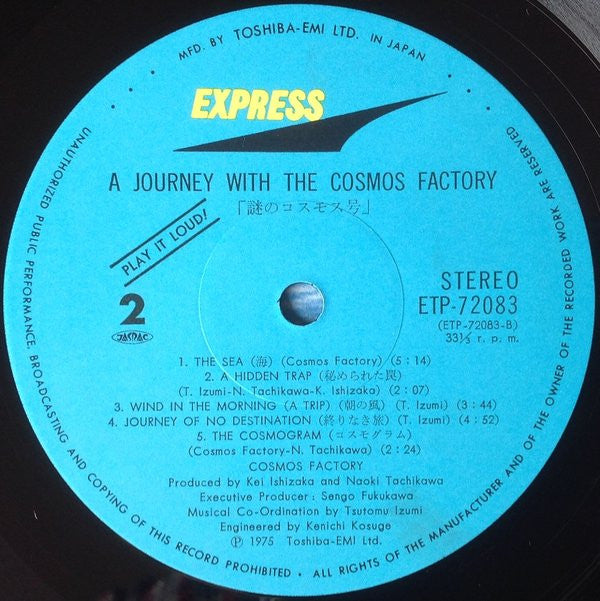 MFD. BY TOSHIBA-EMI LTD. IN JAPAN
EXPRESS
A JOURNEY WITH THE COSMOS FACTORY
「謎のコスモス号」
PLAY IT LOUD!
2
JASRAC
STEREO
ETP-72083
(ETP-72083-B)
33⅓ r. p. m.
1. THE SEA (海) (Cosmos Factory) (5:14)
2. A HIDDEN TRAP (秘められた罠)
(T. Izumi-N. Tachikawa-K. Ishizaka) (2:07)
3. WIND IN THE MORNING (A TRIP) (朝の風) (T. Izumi) (3:44)
4. JOURNEY OF NO DESTINATION (終りなき旅) (T. Izumi) (4:52)
5. THE COSMOGRAM (コスモグラム)
(Cosmos Factory-N. Tachikawa) (2:24)
COSMOS FACTORY
Produced by Kei Ishizaka and Naoki Tachikawa
Executive Producer: Sengo Fukukawa
Musical Co-Ordination by Tsutomu Izumi
Engineered by Kenichi Kosuge
Ⓟ 1975 Toshiba-EMI Ltd.
UNAUTHORIZED PUBLIC PERFORMANCE, BROADCASTING AND COPYING OF THIS RECORD PROHIBITED • ALL RIGHTS OF THE MANUFACTURER AND OF THE OWNER OF THE RECORDED WORK ARE RESERVED